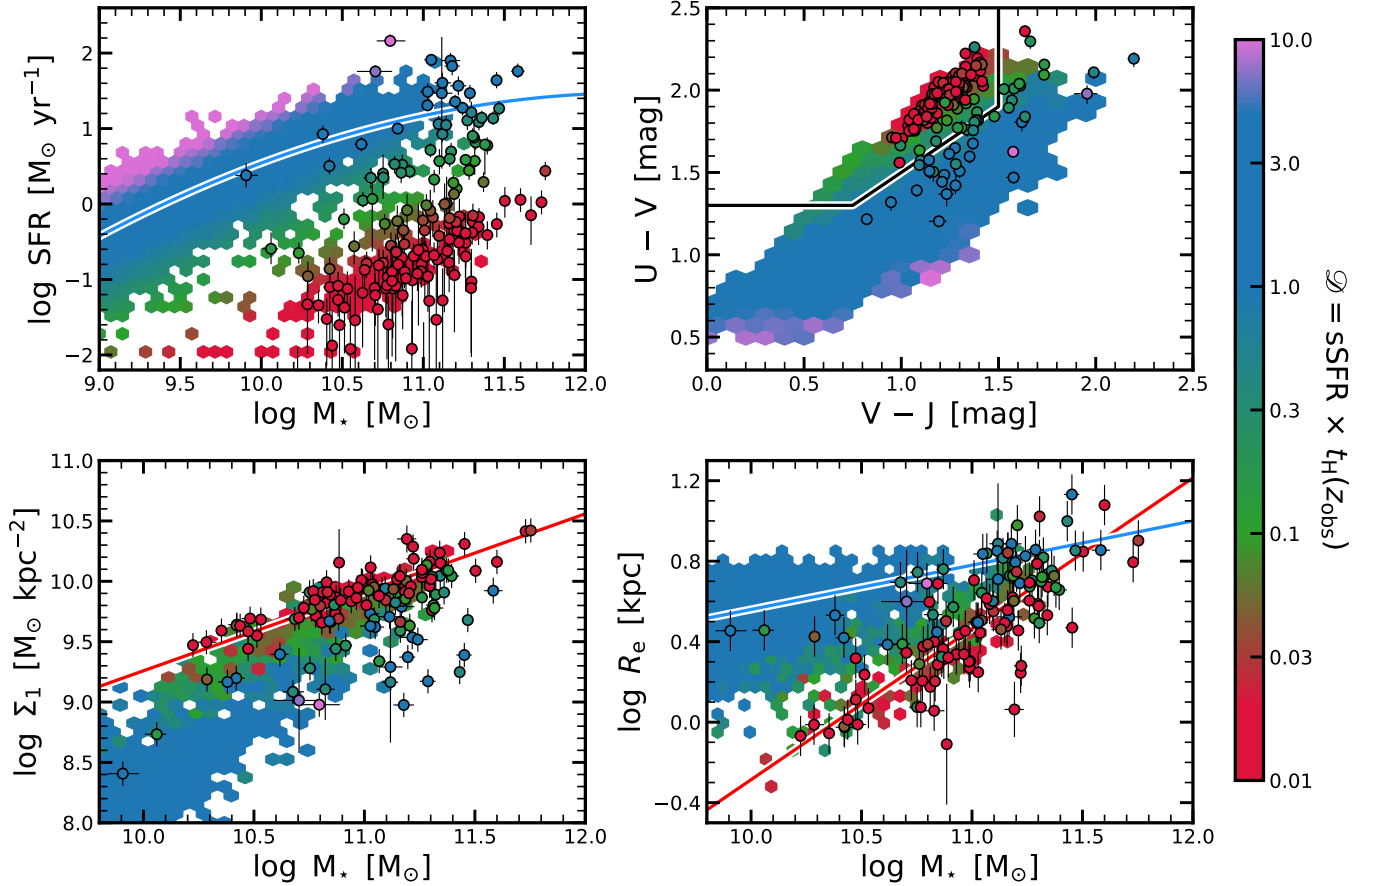 log SFR [M⊙ yr⁻¹]
2
1
0
−1
−2
9.0 9.5 10.0 10.5 11.0 11.5 12.0
log M⋆ [M⊙]
U − V [mag]
2.5
2.0
1.5
1.0
0.5
0.0 0.5 1.0 1.5 2.0 2.5
V − J [mag]
log Σ₁ [M⊙ kpc⁻²]
11.0
10.5
10.0
9.5
9.0
8.5
8.0
10.0 10.5 11.0 11.5 12.0
log M⋆ [M⊙]
log Rₑ [kpc]
1.2
0.8
0.4
0.0
−0.4
10.0 10.5 11.0 11.5 12.0
log M⋆ [M⊙]
10.0
3.0
1.0
0.3
0.1
0.03
0.01
𝒟 = sSFR × t_H(z_obs)